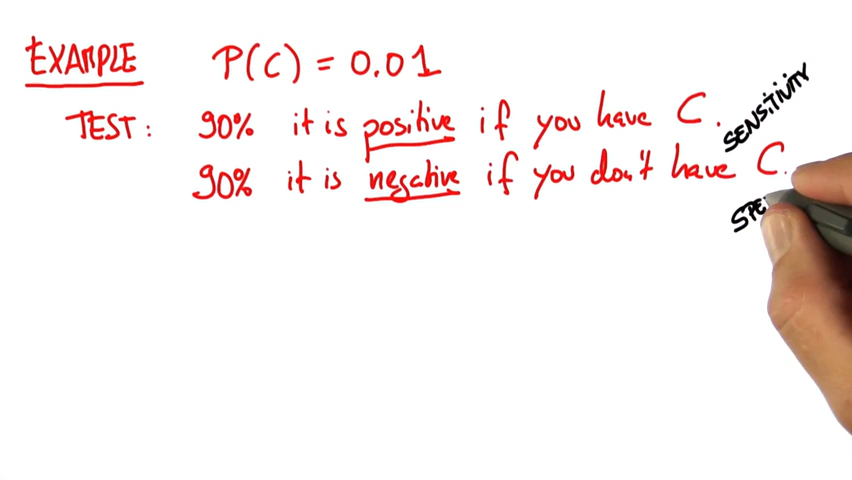 EXAMPLE P(C) = 0.01
TEST: 90% it is positive if you have C.
SENSITIVITY
90% it is negative if you don't have C.
SPE